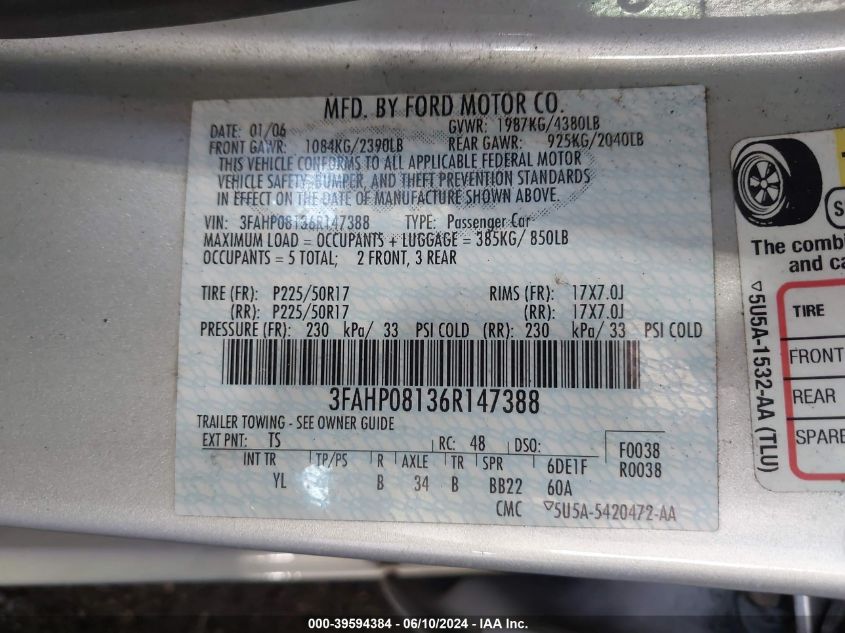 MFD. BY FORD MOTOR CO.
DATE: 01/06 GVWR: 1987KG/4380LB
FRONT GAWR: 1084KG/2390LB REAR GAWR: 925KG/2040LB
THIS VEHICLE CONFORMS TO ALL APPLICABLE FEDERAL MOTOR
VEHICLE SAFETY, BUMPER, AND THEFT PREVENTION STANDARDS
IN EFFECT ON THE DATE OF MANUFACTURE SHOWN ABOVE.
VIN: 3FAHP08136R147388 TYPE: Passenger Car
MAXIMUM LOAD = OCCUPANTS + LUGGAGE = 385KG/ 850LB
OCCUPANTS = 5 TOTAL; 2 FRONT, 3 REAR
TIRE (FR): P225/50R17 RIMS (FR): 17X7.0J
(RR): P225/50R17 (RR): 17X7.0J
PRESSURE (FR): 230 kPa/ 33 PSI COLD (RR): 230 kPa/ 33 PSI COLD
3FAHP08136R147388
TRAILER TOWING - SEE OWNER GUIDE
EXT PNT: TS RC: 48 DSO: F0038
INT TR TP/PS R AXLE TR SPR 6DE1F R0038
YL B 34 B BB22 60A
CMC ▽5U5A-5420472-AA
The combi
and ca
TIRE
FRONT
REAR
SPARE
▽5U5A-1532-AA (TLU)
000-39594384 - 06/10/2024 - IAA Inc.